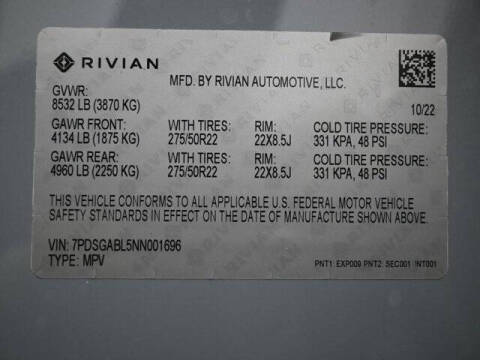 RIVIAN
MFD. BY RIVIAN AUTOMOTIVE, LLC.
GVWR:
8532 LB (3870 KG) 10/22
GAWR FRONT: WITH TIRES: RIM: COLD TIRE PRESSURE:
4134 LB (1875 KG) 275/50R22 22X8.5J 331 KPA, 48 PSI
GAWR REAR: WITH TIRES: RIM: COLD TIRE PRESSURE:
4960 LB (2250 KG) 275/50R22 22X8.5J 331 KPA, 48 PSI
THIS VEHICLE CONFORMS TO ALL APPLICABLE U.S. FEDERAL MOTOR VEHICLE
SAFETY STANDARDS IN EFFECT ON THE DATE OF MANUFACTURE SHOWN ABOVE.
VIN: 7PDSGABL5NN001696
TYPE: MPV
PNT1: EXP009 PNT2: 5EC001 INT001